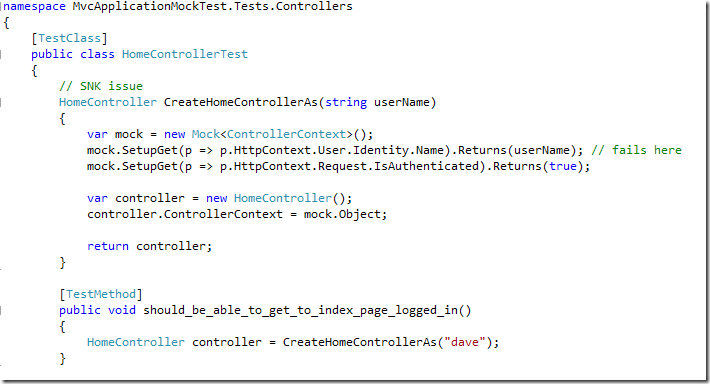 namespace MvcApplicationMockTest.Tests.Controllers
{
    [TestClass]
    public class HomeControllerTest
    {
        // SNK issue
        HomeController CreateHomeControllerAs(string userName)
        {
            var mock = new Mock<ControllerContext>();
            mock.SetupGet(p => p.HttpContext.User.Identity.Name).Returns(userName); // fails here
            mock.SetupGet(p => p.HttpContext.Request.IsAuthenticated).Returns(true);

            var controller = new HomeController();
            controller.ControllerContext = mock.Object;

            return controller;
        }

        [TestMethod]
        public void should_be_able_to_get_to_index_page_logged_in()
        {
            HomeController controller = CreateHomeControllerAs("dave");
        }